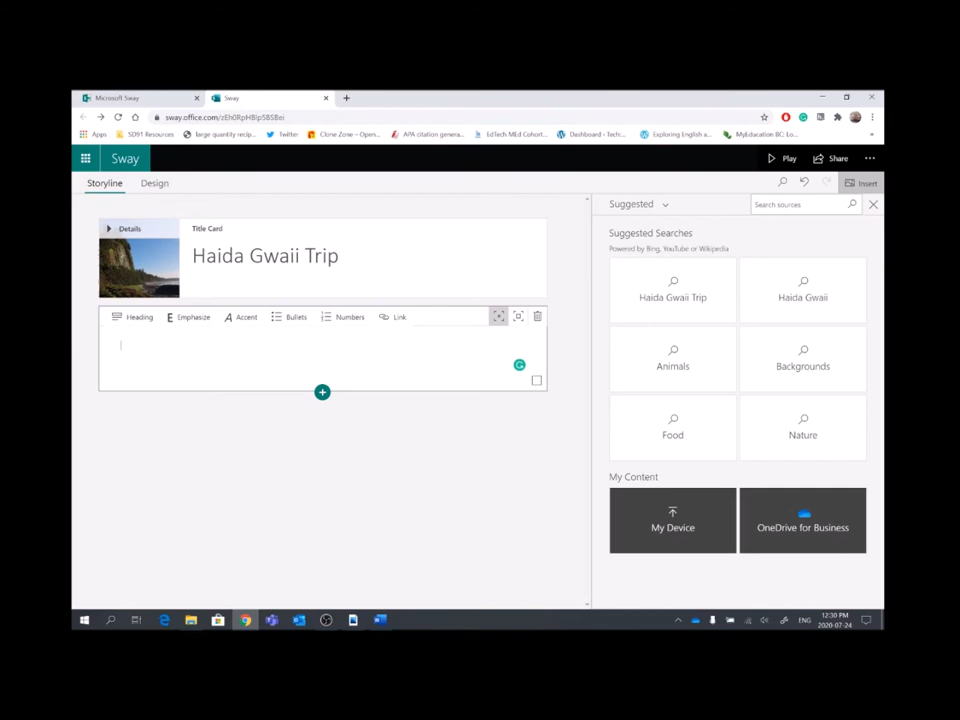 Microsoft Sway
Sway
sway.office.com/zEh0RpHBlp5BSBei
Apps
SD91 Resources
large quantity recip...
Twitter
Clone Zone – Open...
APA citation genera...
EdTech MEd Cohort...
Dashboard - Tech:...
Exploring English a...
MyEducation BC: Lo...
Sway
Play
Share
Storyline
Design
Insert
Details
Title Card
Haida Gwaii Trip
Heading
E Emphasize
A Accent
Bullets
Numbers
Link
Suggested
Search sources
Suggested Searches
Powered by Bing, YouTube or Wikipedia
Haida Gwaii Trip
Haida Gwaii
Animals
Backgrounds
Food
Nature
My Content
My Device
OneDrive for Business
ENG
12:30 PM
2020-07-24